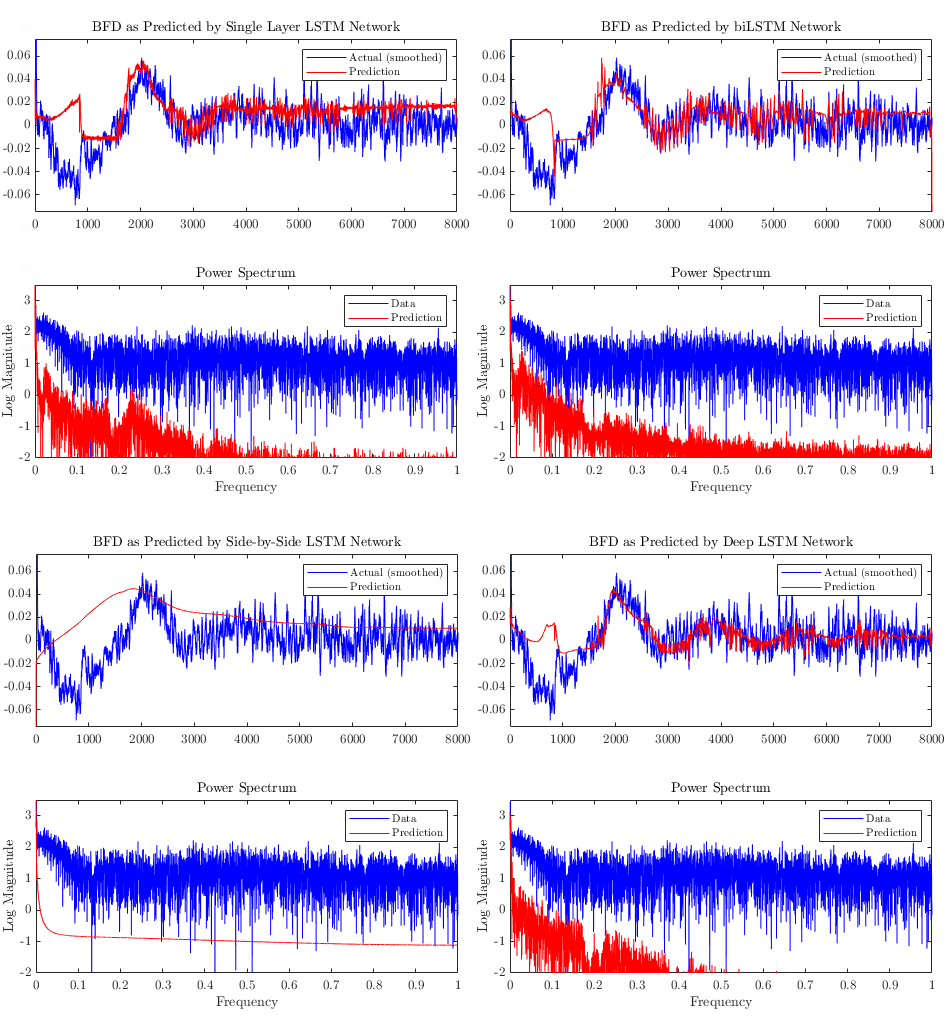 BFD as Predicted by Single Layer LSTM Network
Actual (smoothed)
Prediction
0.06
0.04
0.02
0
-0.02
-0.04
-0.06
0 1000 2000 3000 4000 5000 6000 7000 8000
BFD as Predicted by biLSTM Network
Actual (smoothed)
Prediction
0.06
0.04
0.02
0
-0.02
-0.04
-0.06
0 1000 2000 3000 4000 5000 6000 7000 8000
Power Spectrum
Data
Prediction
Log Magnitude
3
2
1
0
-1
-2
0 0.1 0.2 0.3 0.4 0.5 0.6 0.7 0.8 0.9 1
Frequency
Power Spectrum
Data
Prediction
Log Magnitude
3
2
1
0
-1
-2
0 0.1 0.2 0.3 0.4 0.5 0.6 0.7 0.8 0.9 1
Frequency
BFD as Predicted by Side-by-Side LSTM Network
Actual (smoothed)
Prediction
0.06
0.04
0.02
0
-0.02
-0.04
-0.06
0 1000 2000 3000 4000 5000 6000 7000 8000
BFD as Predicted by Deep LSTM Network
Actual (smoothed)
Prediction
0.06
0.04
0.02
0
-0.02
-0.04
-0.06
0 1000 2000 3000 4000 5000 6000 7000 8000
Power Spectrum
Data
Prediction
Log Magnitude
3
2
1
0
-1
-2
0 0.1 0.2 0.3 0.4 0.5 0.6 0.7 0.8 0.9 1
Frequency
Power Spectrum
Data
Prediction
Log Magnitude
3
2
1
0
-1
-2
0 0.1 0.2 0.3 0.4 0.5 0.6 0.7 0.8 0.9 1
Frequency